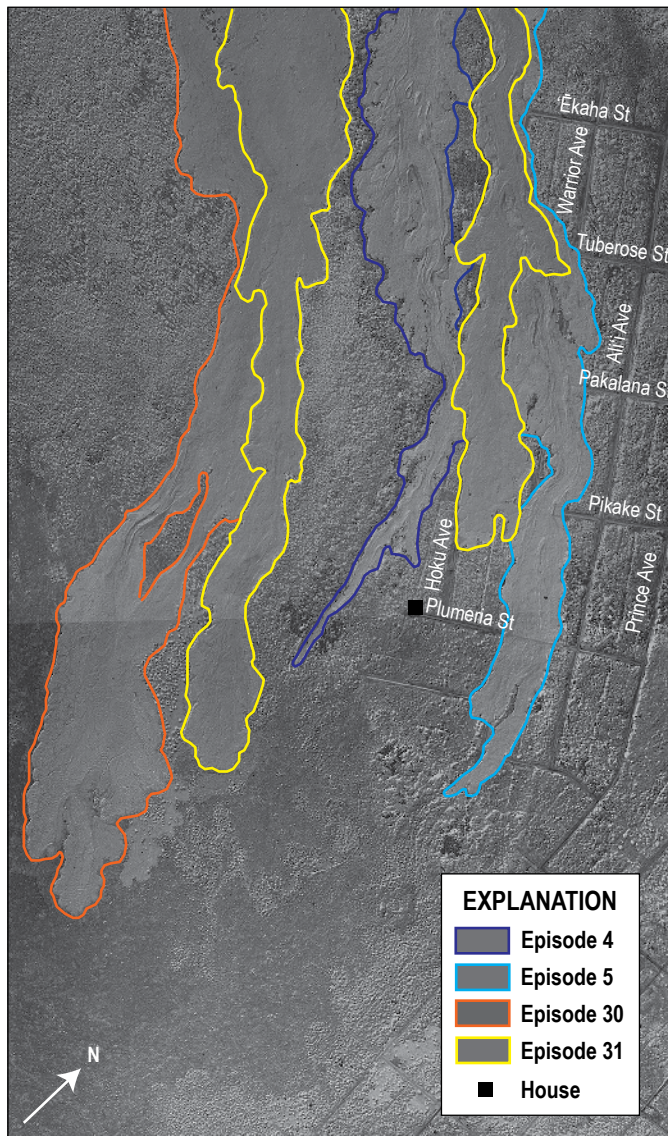 ʻĒkaha St
Warrior Ave
Tuberose St
Aliʻi Ave
Pakalana St
Pikake St
Hoku Ave
Plumeria St
Prince Ave
EXPLANATION
Episode 4
Episode 5
Episode 30
Episode 31
House
N